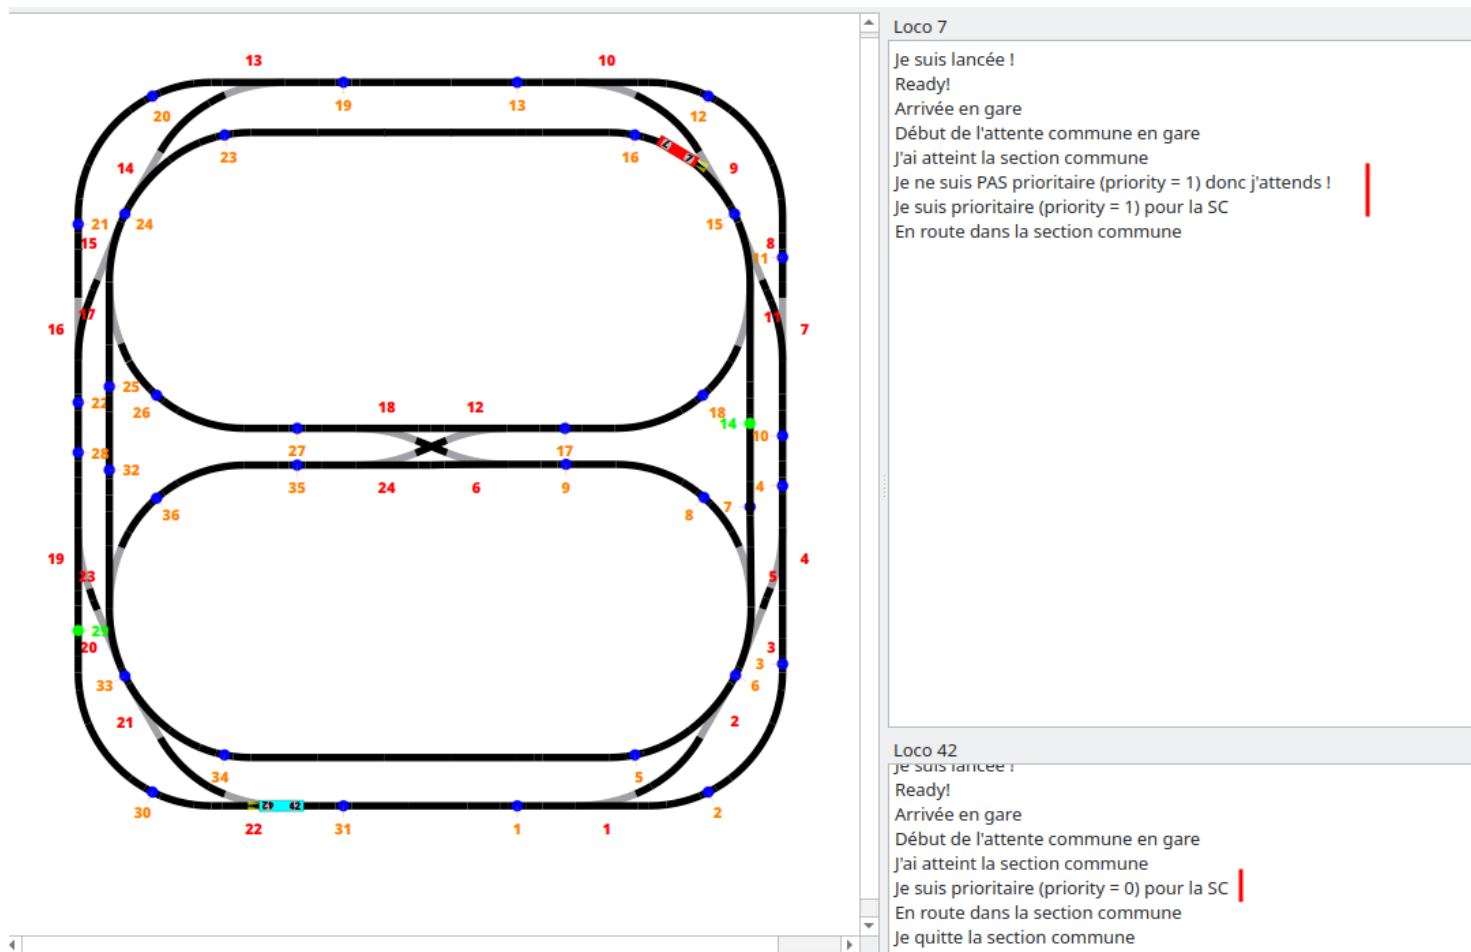 13 10
20 19 13 12
23 16 7 7 9
14
21 24 15
15 8
11
16 17 11 7
25
22 26 18
14
18 12 10
28 27 17
32
35 24 6 9 4
36 8 7
19 4
23 5
29
20 3
3
33 6
21 2
34 5
42 42
30 2
22 31 1 1
Loco 7
Je suis lancée !
Ready!
Arrivée en gare
Début de l'attente commune en gare
J'ai atteint la section commune
Je ne suis PAS prioritaire (priority = 1) donc j'attends !
Je suis prioritaire (priority = 1) pour la SC
En route dans la section commune
Loco 42
Je suis lancée !
Ready!
Arrivée en gare
Début de l'attente commune en gare
J'ai atteint la section commune
Je suis prioritaire (priority = 0) pour la SC
En route dans la section commune
Je quitte la section commune